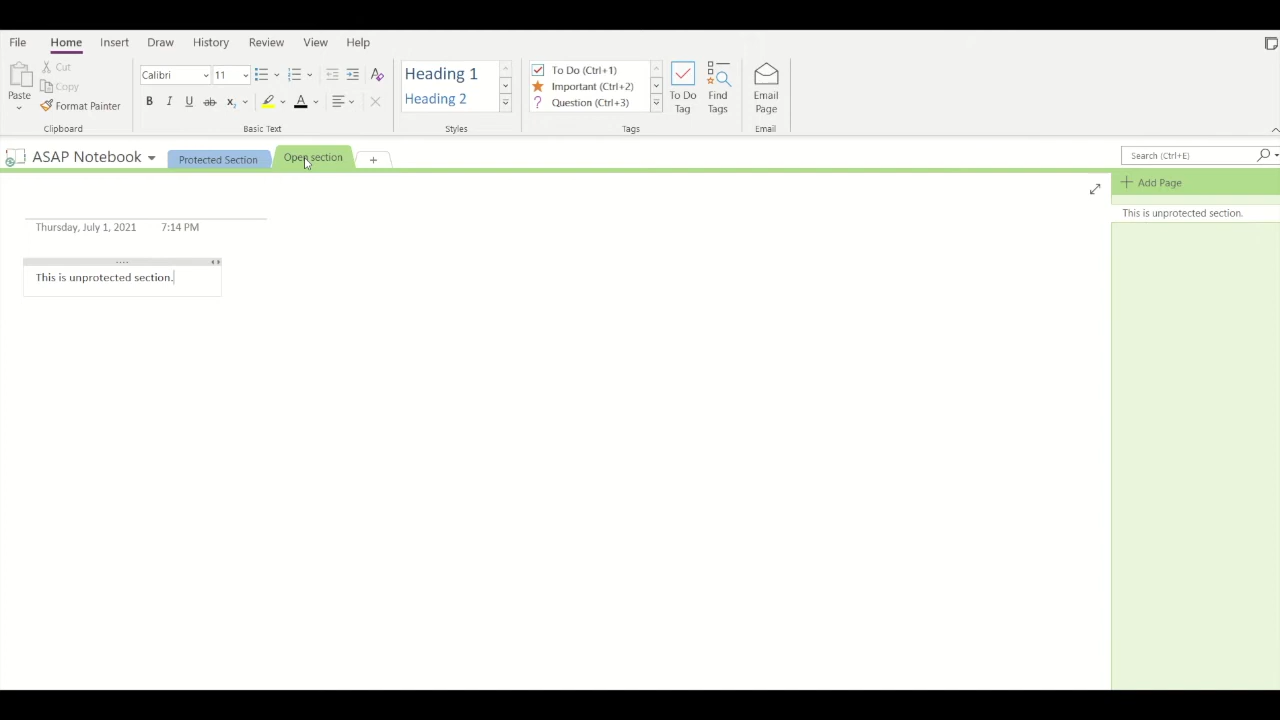 File Home Insert Draw History Review View Help
Paste
Cut
Copy
Format Painter
Clipboard
Calibri 11
B I U ab x₂ A
Basic Text
Heading 1
Heading 2
Styles
To Do (Ctrl+1)
Important (Ctrl+2)
Question (Ctrl+3)
To Do
Tag
Find
Tags
Tags
Email
Page
Email
ASAP Notebook
Protected Section
Open section
Search (Ctrl+E)
Add Page
This is unprotected section.
Thursday, July 1, 2021 7:14 PM
This is unprotected section.